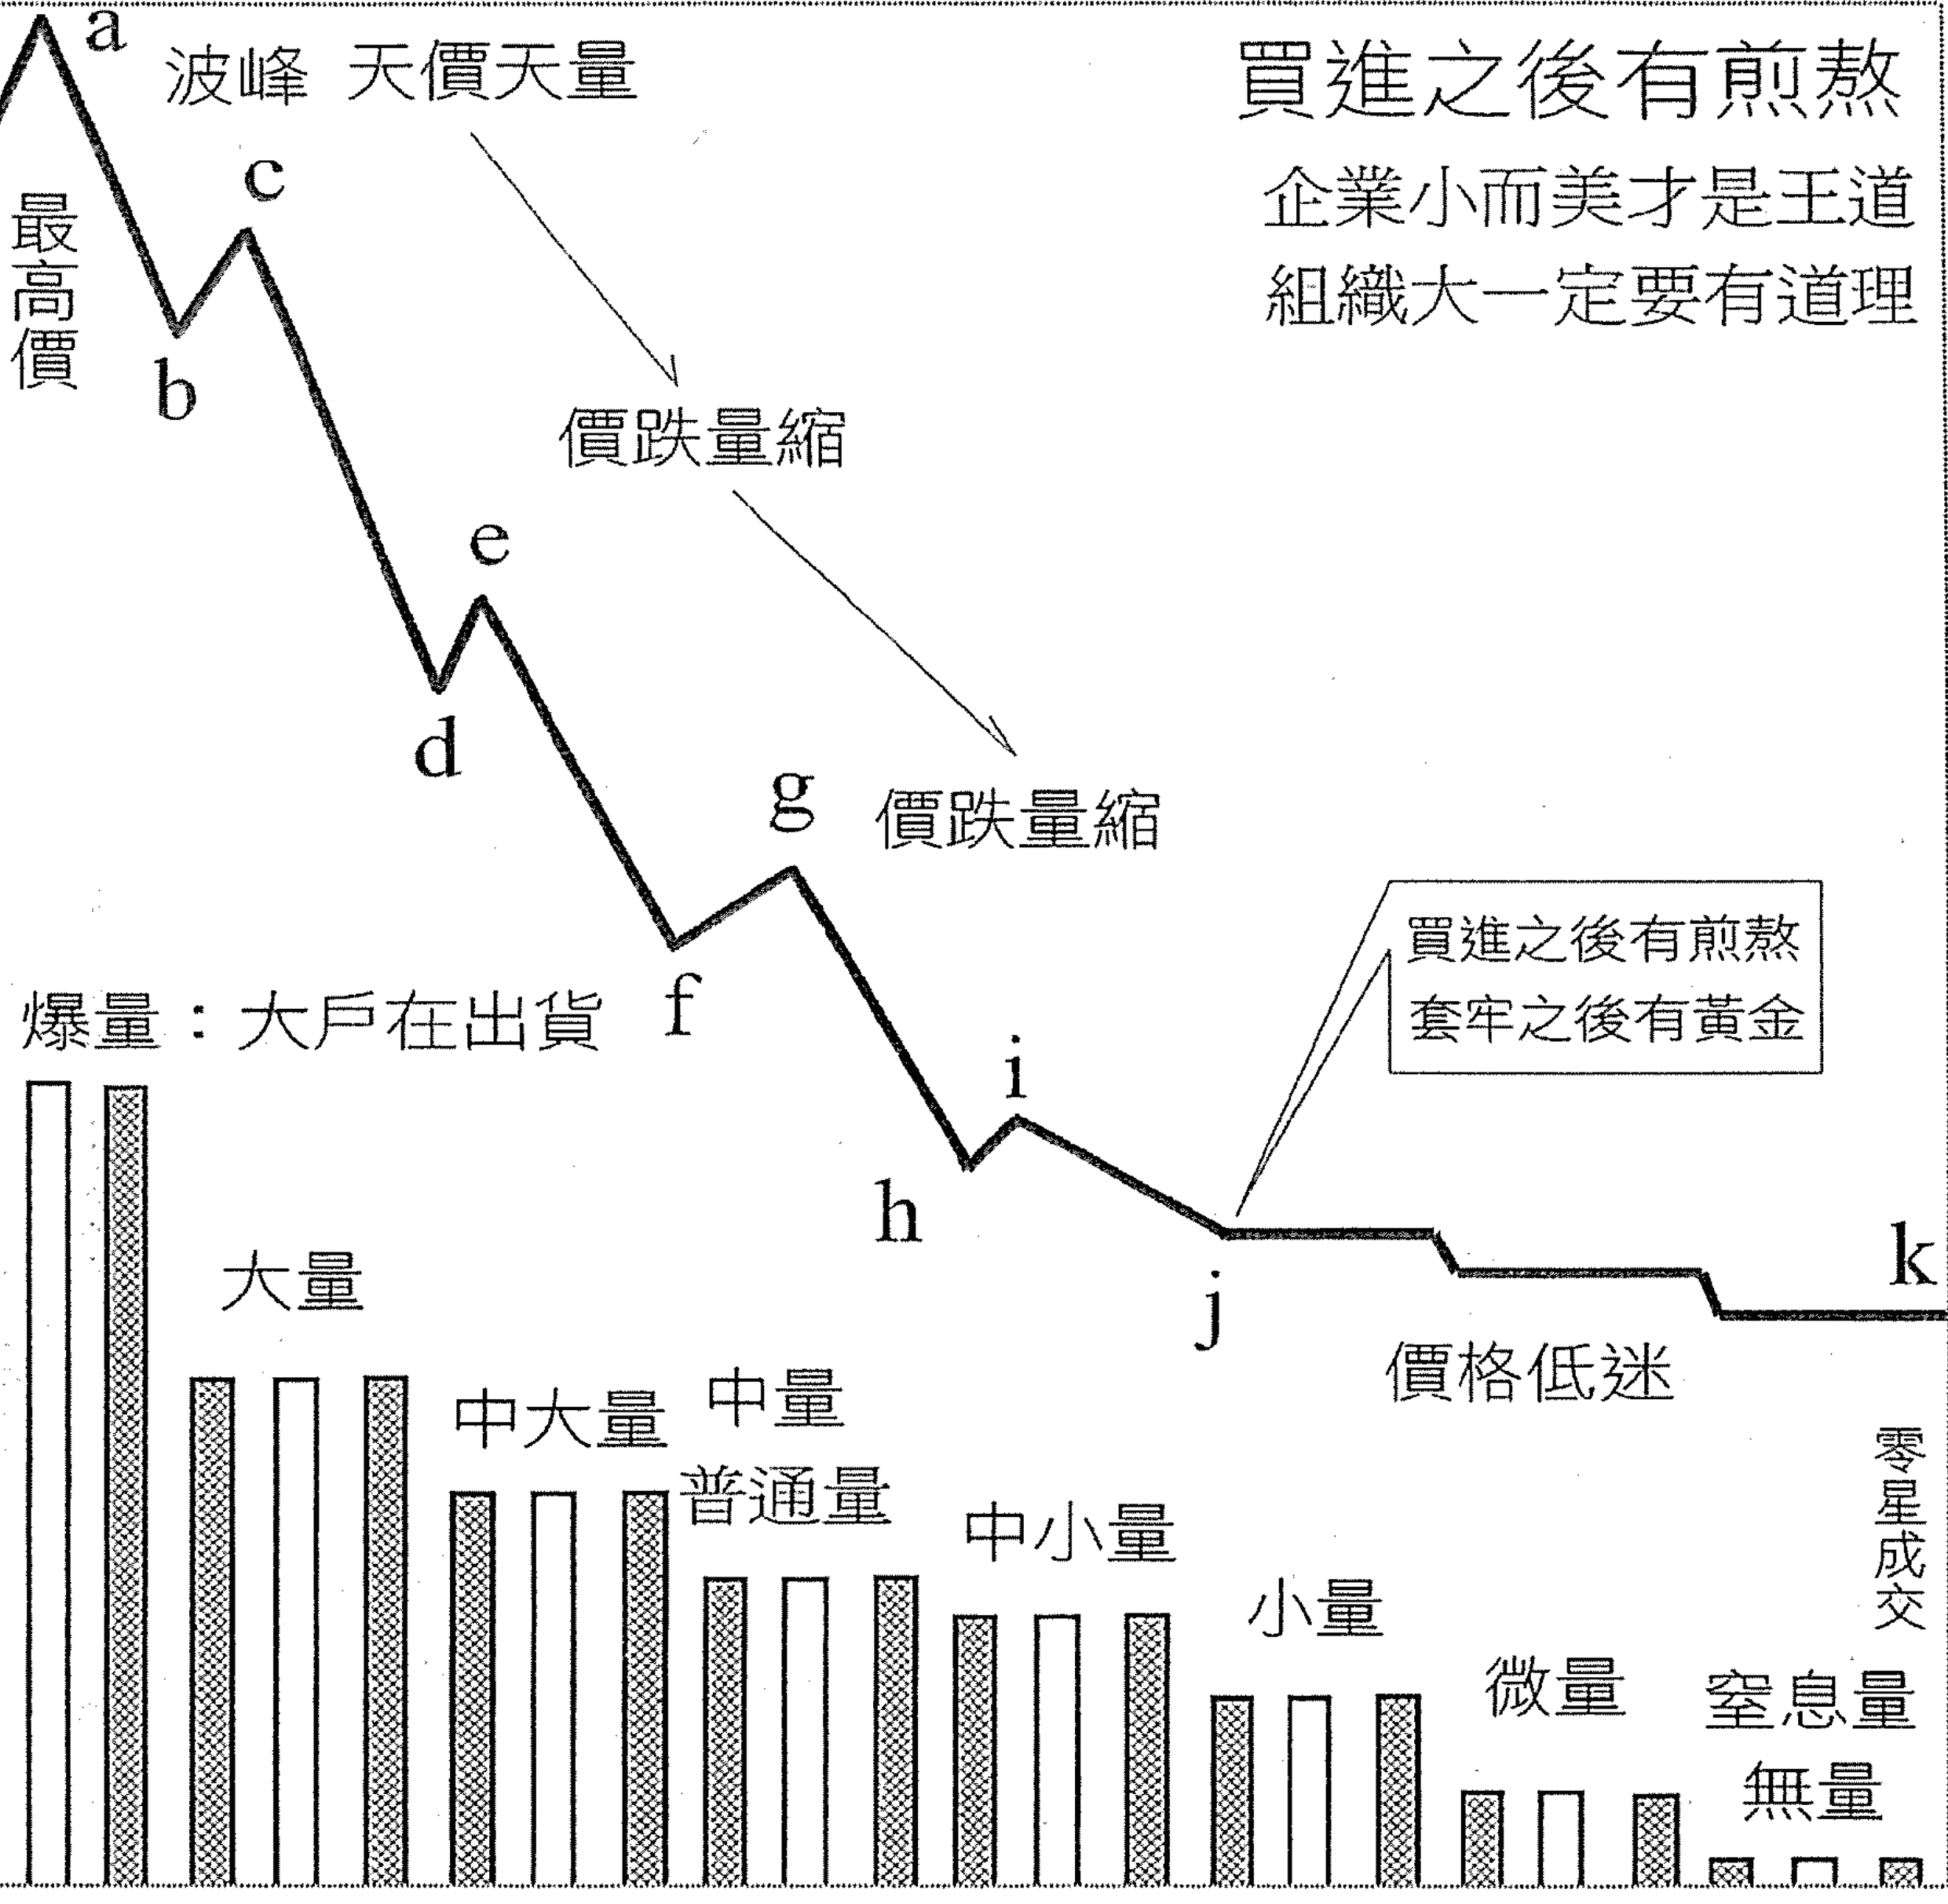 a
波峰 天價天量
買進之後有煎熬
企業小而美才是王道
組織大一定要有道理
c
最高價
b
價跌量縮
e
d
g
價跌量縮
買進之後有煎熬
套牢之後有黃金
爆量：大戶在出貨
f
i
h
j
k
大量
價格低迷
中大量
中量
普通量
中小量
零星成交
小量
微量
窒息量
無量